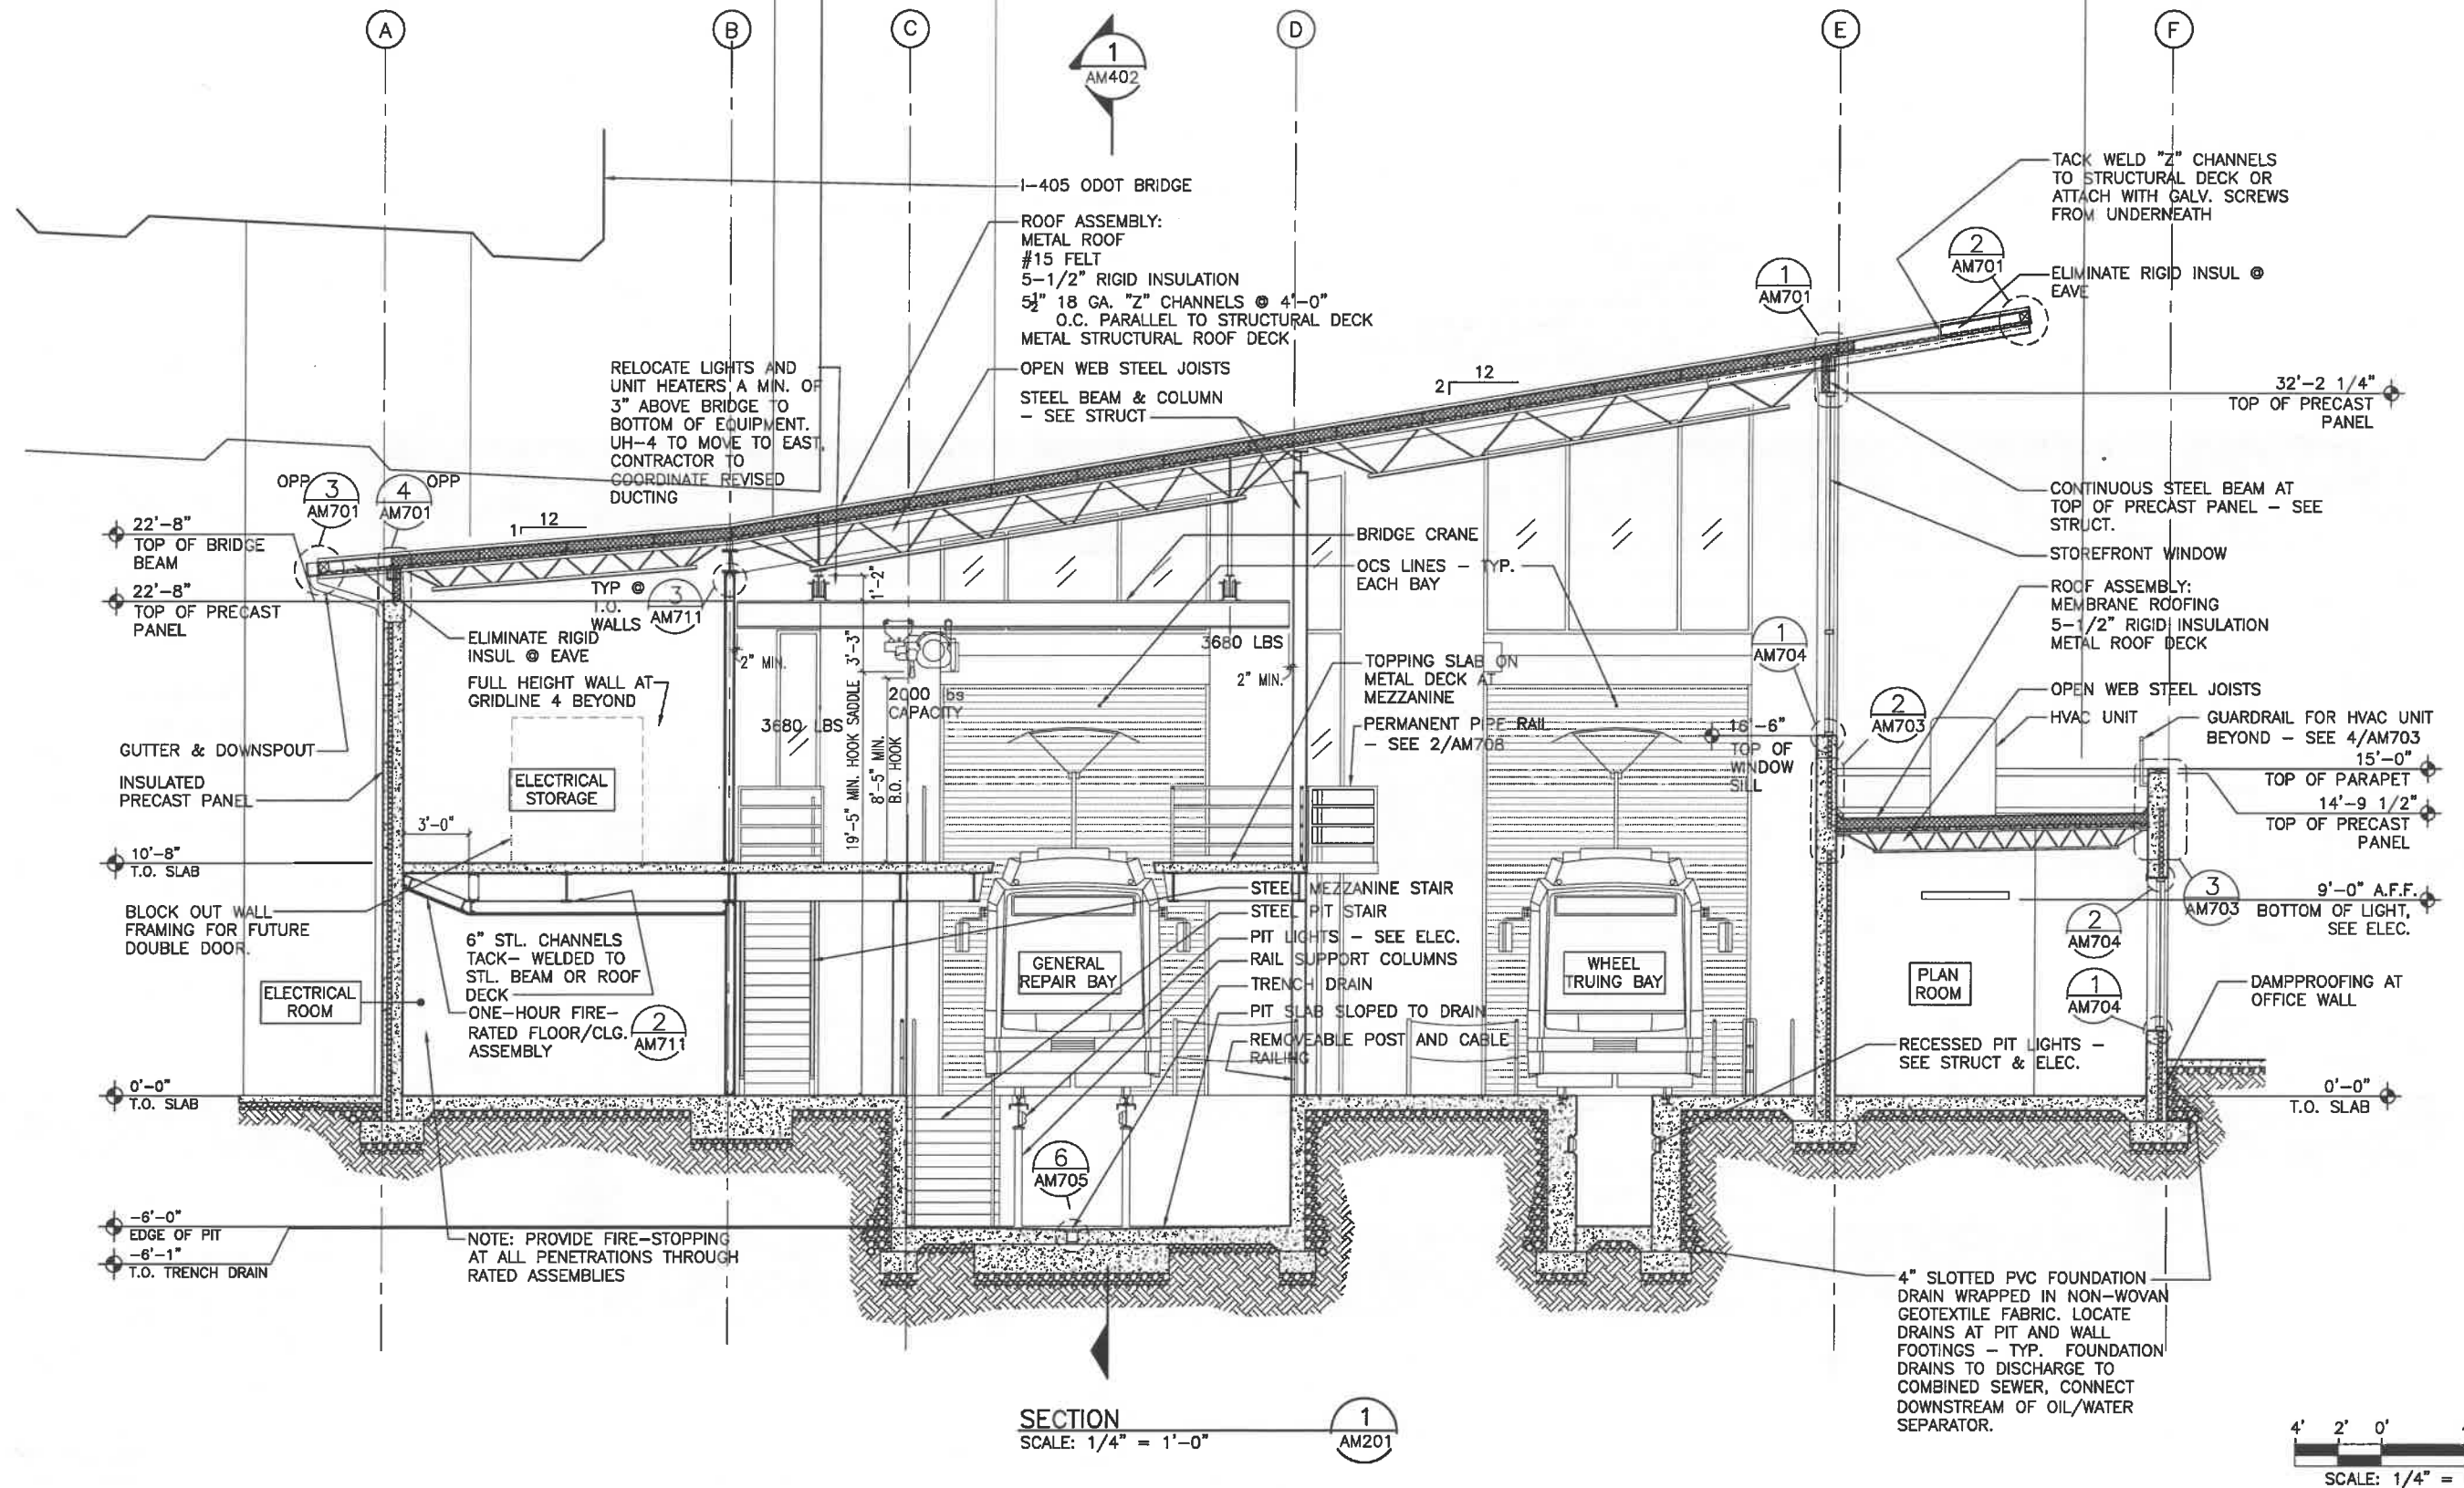 A
B
C
D
E
F
1
AM402
I-405 ODOT BRIDGE
ROOF ASSEMBLY:
METAL ROOF
#15 FELT
5-1/2" RIGID INSULATION
5½" 18 GA. "Z" CHANNELS @ 4'-0"
O.C. PARALLEL TO STRUCTURAL DECK
METAL STRUCTURAL ROOF DECK
OPEN WEB STEEL JOISTS
STEEL BEAM & COLUMN
- SEE STRUCT
RELOCATE LIGHTS AND
UNIT HEATERS A MIN. OF
3" ABOVE BRIDGE TO
BOTTOM OF EQUIPMENT.
UH-4 TO MOVE TO EAST,
CONTRACTOR TO
COORDINATE REVISED
DUCTING
TACK WELD "Z" CHANNELS
TO STRUCTURAL DECK OR
ATTACH WITH GALV. SCREWS
FROM UNDERNEATH
2
AM701
ELIMINATE RIGID INSUL @
EAVE
1
AM701
2
12
32'-2 1/4"
TOP OF PRECAST
PANEL
CONTINUOUS STEEL BEAM AT
TOP OF PRECAST PANEL - SEE
STRUCT.
STOREFRONT WINDOW
ROOF ASSEMBLY:
MEMBRANE ROOFING
5-1/2" RIGID INSULATION
METAL ROOF DECK
OPEN WEB STEEL JOISTS
HVAC UNIT
GUARDRAIL FOR HVAC UNIT
BEYOND - SEE 4/AM703
15'-0"
TOP OF PARAPET
14'-9 1/2"
TOP OF PRECAST
PANEL
9'-0" A.F.F.
BOTTOM OF LIGHT,
SEE ELEC.
OPP
3
AM701
4
AM701
OPP
1
12
22'-8"
TOP OF BRIDGE
BEAM
22'-8"
TOP OF PRECAST
PANEL
TYP @
T.O.
WALLS
3
AM711
ELIMINATE RIGID
INSUL @ EAVE
FULL HEIGHT WALL AT
GRIDLINE 4 BEYOND
GUTTER & DOWNSPOUT
INSULATED
PRECAST PANEL
ELECTRICAL
STORAGE
3'-0"
10'-8"
T.O. SLAB
BLOCK OUT WALL
FRAMING FOR FUTURE
DOUBLE DOOR.
6" STL. CHANNELS
TACK- WELDED TO
STL. BEAM OR ROOF
DECK
ONE-HOUR FIRE-
RATED FLOOR/CLG.
ASSEMBLY
2
AM711
ELECTRICAL
ROOM
0'-0"
T.O. SLAB
-6'-0"
EDGE OF PIT
-6'-1"
T.O. TRENCH DRAIN
NOTE: PROVIDE FIRE-STOPPING
AT ALL PENETRATIONS THROUGH
RATED ASSEMBLIES
1'-2"
2" MIN.
3'-3"
19'-5" MIN. HOOK SADDLE
8'-5" MIN.
B.O. HOOK
3680 LBS
2000 lbs
CAPACITY
3680 LBS
2" MIN.
BRIDGE CRANE
OCS LINES - TYP.
EACH BAY
TOPPING SLAB ON
METAL DECK AT
MEZZANINE
PERMANENT PIPE RAIL
- SEE 2/AM708
1
AM704
2
AM703
16'-6"
TOP OF
WINDOW
SILL
STEEL MEZZANINE STAIR
STEEL PIT STAIR
PIT LIGHTS - SEE ELEC.
RAIL SUPPORT COLUMNS
TRENCH DRAIN
PIT SLAB SLOPED TO DRAIN
REMOVEABLE POST AND CABLE
RAILING
GENERAL
REPAIR BAY
WHEEL
TRUING BAY
PLAN
ROOM
3
AM703
2
AM704
1
AM704
DAMPPROOFING AT
OFFICE WALL
RECESSED PIT LIGHTS -
SEE STRUCT & ELEC.
0'-0"
T.O. SLAB
6
AM705
4" SLOTTED PVC FOUNDATION
DRAIN WRAPPED IN NON-WOVAN
GEOTEXTILE FABRIC. LOCATE
DRAINS AT PIT AND WALL
FOOTINGS - TYP. FOUNDATION
DRAINS TO DISCHARGE TO
COMBINED SEWER, CONNECT
DOWNSTREAM OF OIL/WATER
SEPARATOR.
SECTION
SCALE: 1/4" = 1'-0"
1
AM201
4' 2' 0'
SCALE: 1/4" =